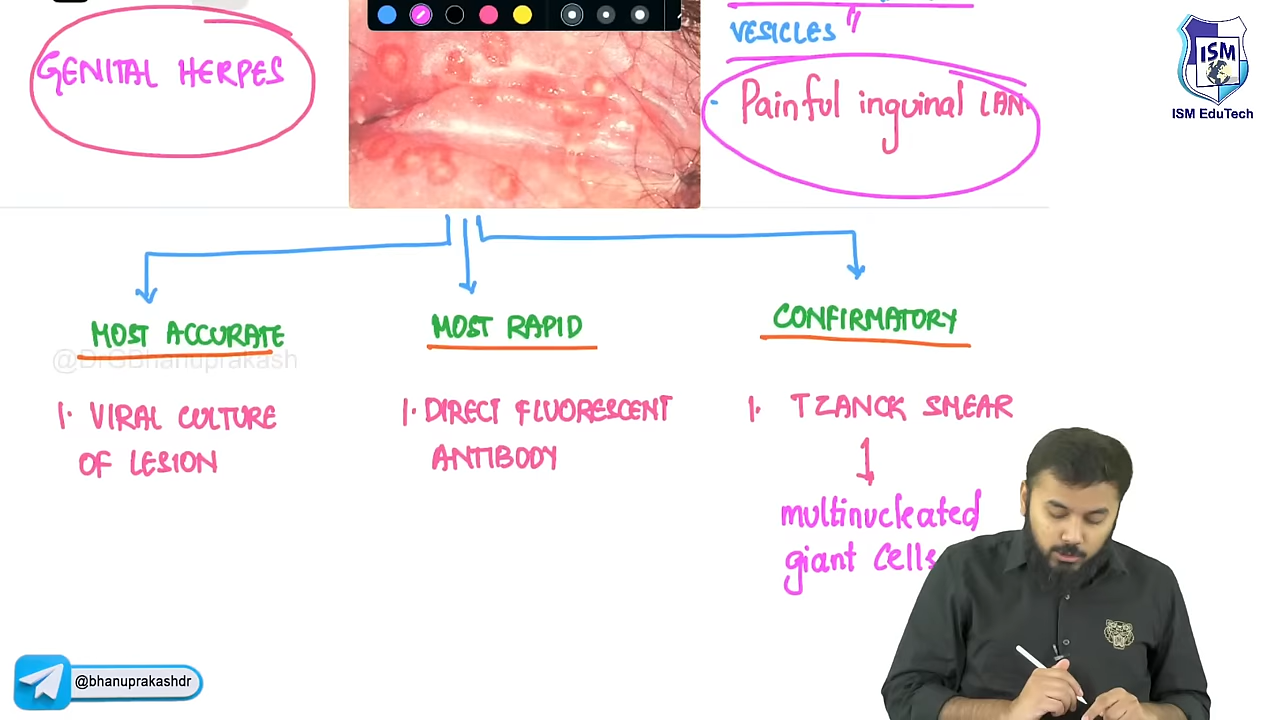 GENITAL HERPES
VESICLES"
Painful inguinal LAN.
ISM
ISM EduTech
MOST ACCURATE
MOST RAPID
CONFIRMATORY
@DrGBhanuprakash
1. VIRAL CULTURE
OF LESION
1. DIRECT FLUORESCENT
ANTIBODY
1. TZANCK SMEAR
multinucleated
giant cells
@bhanuprakashdr